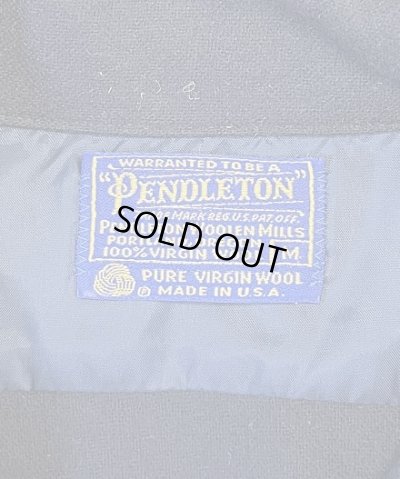 WARRANTED TO BE A
"PENDLETON"
MARK REG. U.S. PAT. OFF.
WOOLEN MILLS
100% VIRGIN
PURE VIRGIN WOOL
℗ MADE IN U.S.A.
SOLD OUT